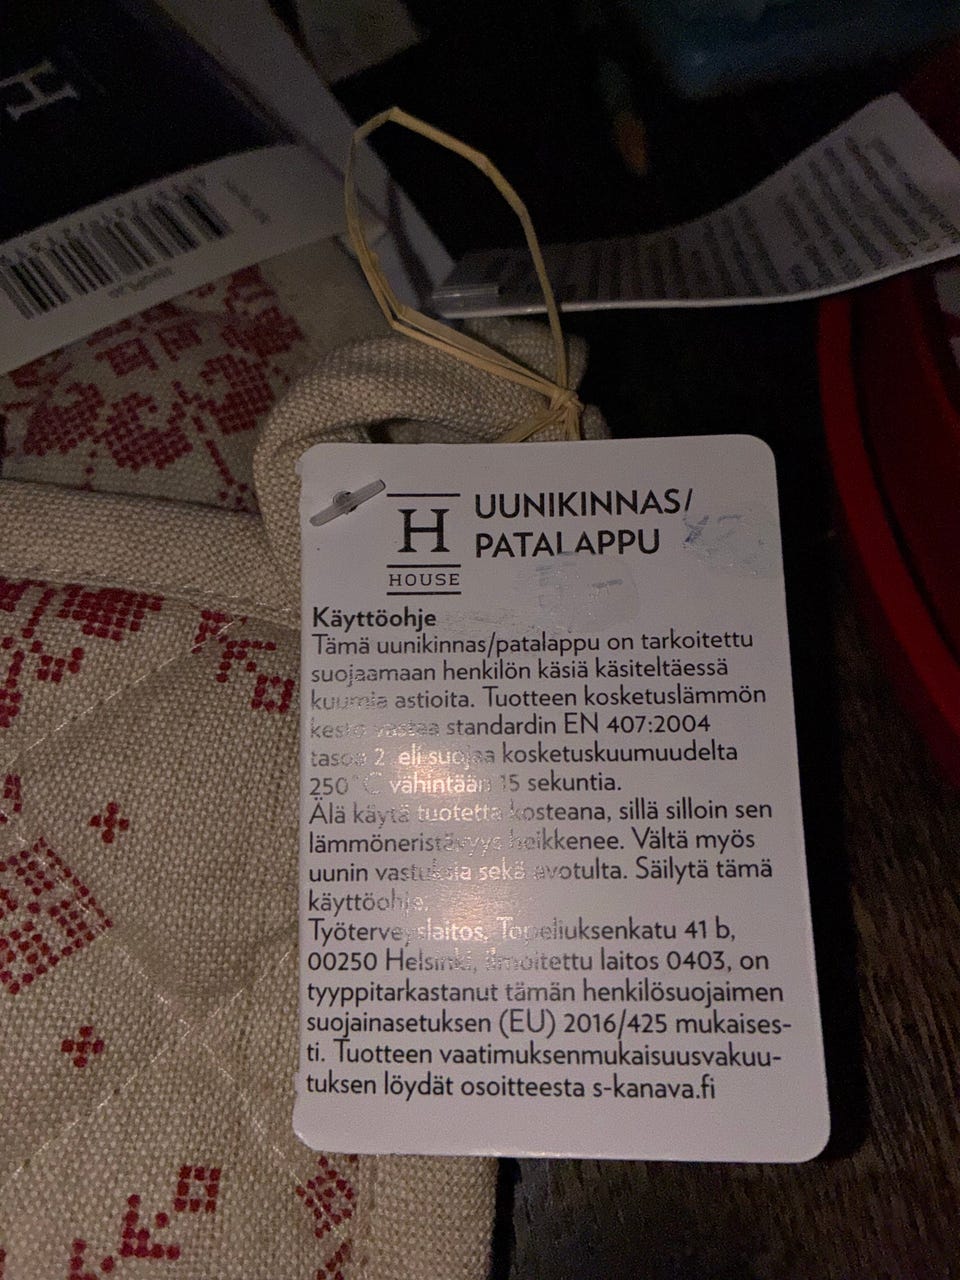 H
H
HOUSE
UUNIKINNAS/
PATALAPPU
Käyttöohje
Tämä uunikinnas/patalappu on tarkoitettu
suojaamaan henkilön käsiä käsiteltäessä
kuumia astioita. Tuotteen kosketuslämmön
kesto vastaa standardin EN 407:2004
tasoa 2 eli suojaa kosketuskuumuudelta
250°C vähintään 15 sekuntia.
Älä käytä tuotetta kosteana, sillä silloin sen
lämmöneristävyys heikkenee. Vältä myös
uunin vastuksia sekä avotulta. Säilytä tämä
käyttöohje.
Työterveyslaitos, Topeliuksenkatu 41 b,
00250 Helsinki, ilmoitettu laitos 0403, on
tyyppitarkastanut tämän henkilösuojaimen
suojainasetuksen (EU) 2016/425 mukaises-
ti. Tuotteen vaatimuksenmukaisuusvakuu-
tuksen löydät osoitteesta s-kanava.fi